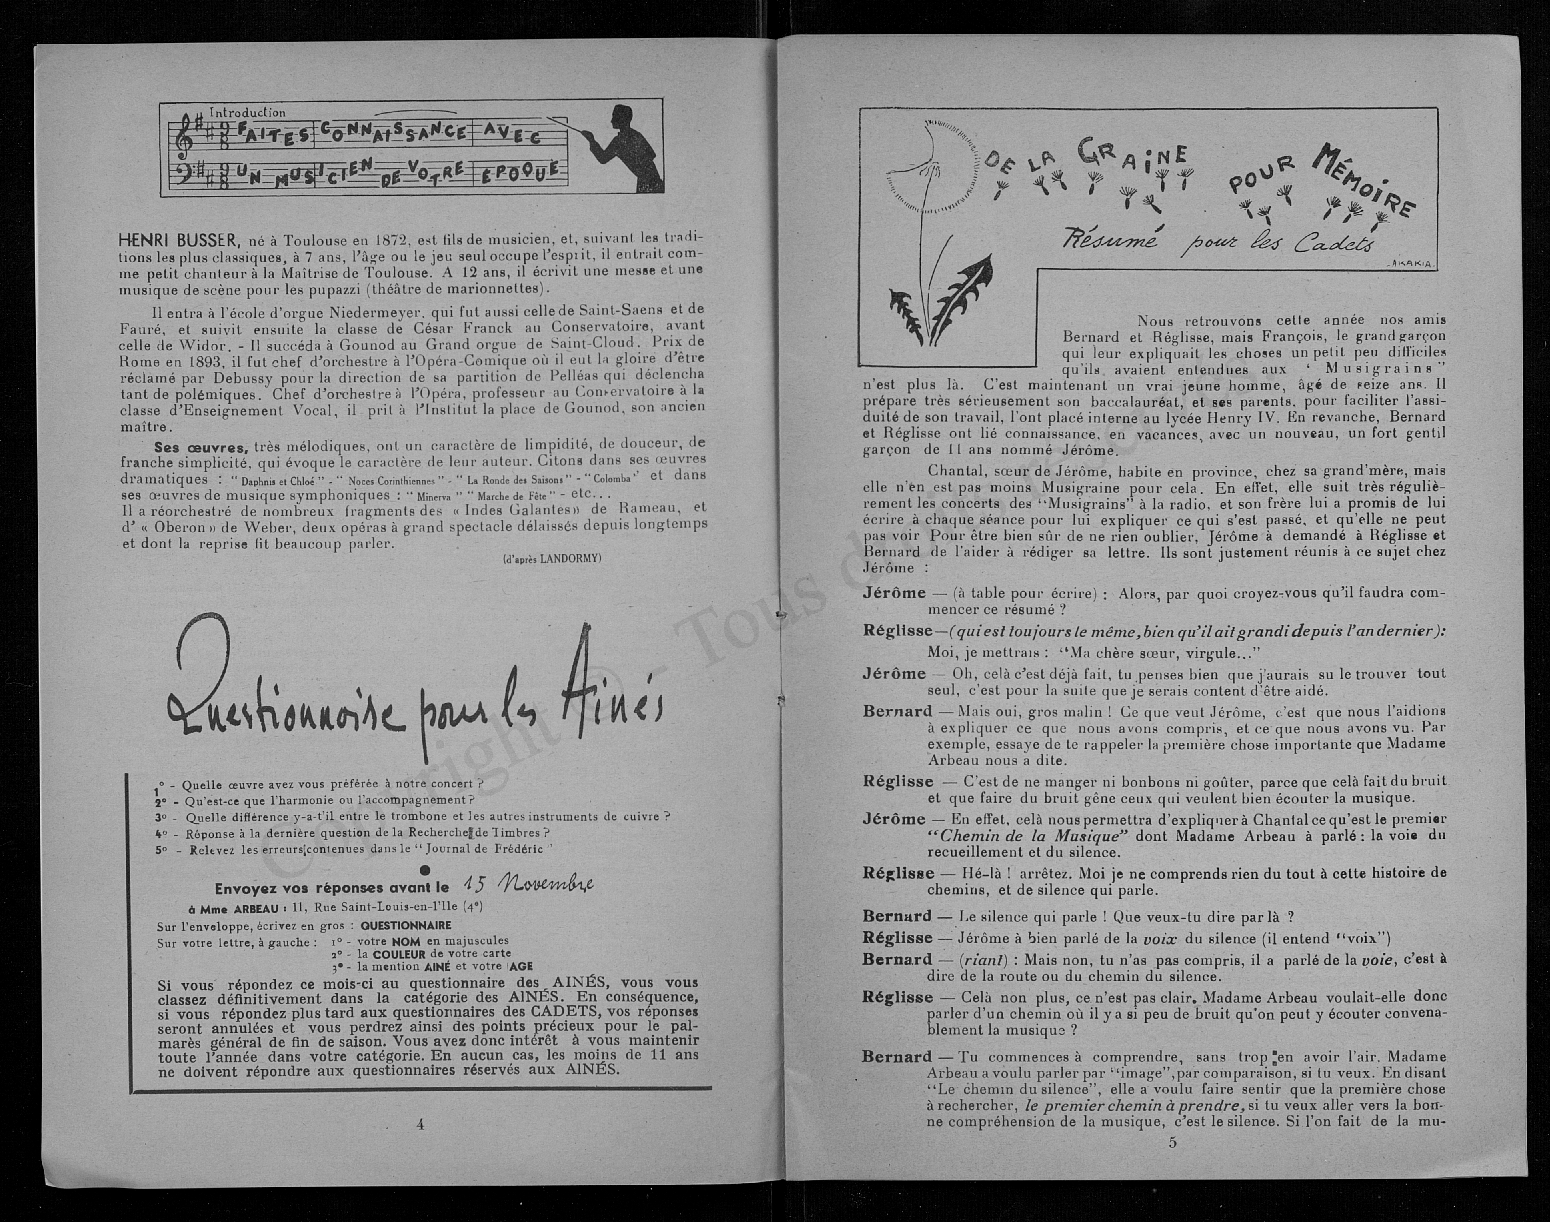 Introduction
FAITES CONNAISSANCE AVEC
UN MUSICIEN DE VOTRE ÉPOQUE
HENRI BUSSER, né à Toulouse en 1872, est fils de musicien, et, suivant les tradi-
tions les plus classiques, à 7 ans, l'âge ou le jeu seul occupe l'esprit, il entrait com-
me petit chanteur à la Maîtrise de Toulouse. A 12 ans, il écrivit une messe et une
musique de scène pour les pupazzi (théâtre de marionnettes).
Il entra à l'école d'orgue Niedermeyer, qui fut aussi celle de Saint-Saens et de
Fauré, et suivit ensuite la classe de César Franck au Conservatoire, avant
celle de Widor. - Il succéda à Gounod au Grand orgue de Saint-Cloud. Prix de
Rome en 1893, il fut chef d'orchestre à l'Opéra-Comique où il eut la gloire d'être
réclamé par Debussy pour la direction de sa partition de Pelléas qui déclencha
tant de polémiques. Chef d'orchestre à l'Opéra, professeur au Conservatoire à la
classe d'Enseignement Vocal, il prit à l'Institut la place de Gounod, son ancien
maître.
Ses œuvres, très mélodiques, ont un caractère de limpidité, de douceur, de
franche simplicité, qui évoque le caractère de leur auteur. Citons dans ses œuvres
dramatiques : "Daphnis et Chloé" - "Noces Corinthiennes" - "La Ronde des Saisons" - "Colomba" et dans
ses œuvres de musique symphoniques : "Minerva" "Marche de Fête" - etc...
Il a réorchestré de nombreux fragments des « Indes Galantes» de Rameau, et
d' « Oberon » de Weber, deux opéras à grand spectacle délaissés depuis longtemps
et dont la reprise fit beaucoup parler.
(d'après LANDORMY)
Questionnaire pour les Aînés
1° - Quelle œuvre avez vous préférée à notre concert ?
2° - Qu'est-ce que l'harmonie ou l'accompagnement ?
3° - Quelle différence y-a-t'il entre le trombone et les autres instruments de cuivre ?
4° - Réponse à la dernière question de la Recherche de Timbres ?
5° - Relevez les erreurs contenues dans le "Journal de Frédéric"
Envoyez vos réponses avant le 15 Novembre
à Mme ARBEAU : 11, Rue Saint-Louis-en-l'Ile (4e)
Sur l'enveloppe, écrivez en gros : QUESTIONNAIRE
Sur votre lettre, à gauche : 1° - votre NOM en majuscules
2° - la COULEUR de votre carte
3° - la mention AINÉ et votre AGE
Si vous répondez ce mois-ci au questionnaire des AINÉS, vous vous
classez définitivement dans la catégorie des AINÉS. En conséquence,
si vous répondez plus tard aux questionnaires des CADETS, vos réponses
seront annulées et vous perdrez ainsi des points précieux pour le pal-
marès général de fin de saison. Vous avez donc intérêt à vous maintenir
toute l'année dans votre catégorie. En aucun cas, les moins de 11 ans
ne doivent répondre aux questionnaires réservés aux AINÉS.
4
DE LA GRAINE
POUR MÉMOIRE
Résumé pour les Cadets
AKAKIA
Nous retrouvons cette année nos amis
Bernard et Réglisse, mais François, le grand garçon
qui leur expliquait les choses un petit peu difficiles
qu'ils avaient entendues aux "Musigrains"
n'est plus là. C'est maintenant un vrai jeune homme, âgé de seize ans. Il
prépare très sérieusement son baccalauréat, et ses parents, pour faciliter l'assi-
duité de son travail, l'ont placé interne au lycée Henry IV. En revanche, Bernard
et Réglisse ont lié connaissance, en vacances, avec un nouveau, un fort gentil
garçon de 11 ans nommé Jérôme.
Chantal, sœur de Jérôme, habite en province, chez sa grand'mère, mais
elle n'en est pas moins Musigraine pour cela. En effet, elle suit très réguliè-
rement les concerts des "Musigrains" à la radio, et son frère lui a promis de lui
écrire à chaque séance pour lui expliquer ce qui s'est passé, et qu'elle ne peut
pas voir Pour être bien sûr de ne rien oublier, Jérôme à demandé à Réglisse et
Bernard de l'aider à rédiger sa lettre. Ils sont justement réunis à ce sujet chez
Jérôme :
Jérôme — (à table pour écrire) : Alors, par quoi croyez-vous qu'il faudra com-
mencer ce résumé ?
Réglisse — (qui est toujours le même, bien qu'il ait grandi depuis l'an dernier):
Moi, je mettrais : "Ma chère sœur, virgule..."
Jérôme — Oh, celà c'est déjà fait, tu penses bien que j'aurais su le trouver tout
seul, c'est pour la suite que je serais content d'être aidé.
Bernard — Mais oui, gros malin ! Ce que veut Jérôme, c'est que nous l'aidions
à expliquer ce que nous avons compris, et ce que nous avons vu. Par
exemple, essaye de te rappeler la première chose importante que Madame
Arbeau nous a dite.
Réglisse — C'est de ne manger ni bonbons ni goûter, parce que celà fait du bruit
et que faire du bruit gêne ceux qui veulent bien écouter la musique.
Jérôme — En effet, celà nous permettra d'expliquer à Chantal ce qu'est le premier
"Chemin de la Musique" dont Madame Arbeau à parlé : la voie du
recueillement et du silence.
Réglisse — Hé-là ! arrêtez. Moi je ne comprends rien du tout à cette histoire de
chemins, et de silence qui parle.
Bernard — Le silence qui parle ! Que veux-tu dire par là ?
Réglisse — Jérôme à bien parlé de la voix du silence (il entend "voix")
Bernard — (riant) : Mais non, tu n'as pas compris, il a parlé de la voie, c'est à
dire de la route ou du chemin du silence.
Réglisse — Celà non plus, ce n'est pas clair. Madame Arbeau voulait-elle donc
parler d'un chemin où il y a si peu de bruit qu'on peut y écouter convena-
blement la musique ?
Bernard — Tu commences à comprendre, sans trop en avoir l'air. Madame
Arbeau a voulu parler par "image", par comparaison, si tu veux. En disant
"Le chemin du silence", elle a voulu faire sentir que la première chose
à rechercher, le premier chemin à prendre, si tu veux aller vers la bon-
ne compréhension de la musique, c'est le silence. Si l'on fait de la mu-
5